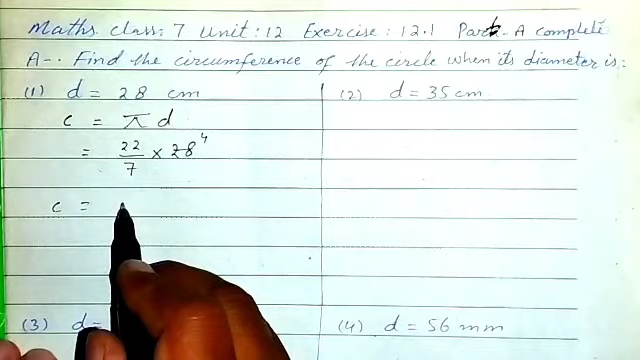 Maths class: 7 Unit: 12 Exercise: 12.1 Part- A complete
A-. Find the circumference of the circle when its diameter is:
(1) d = 28 cm
c = π d
= 22/7 × 28 4
c =
(2) d = 35 cm
(3) d =
(4) d = 56 mm